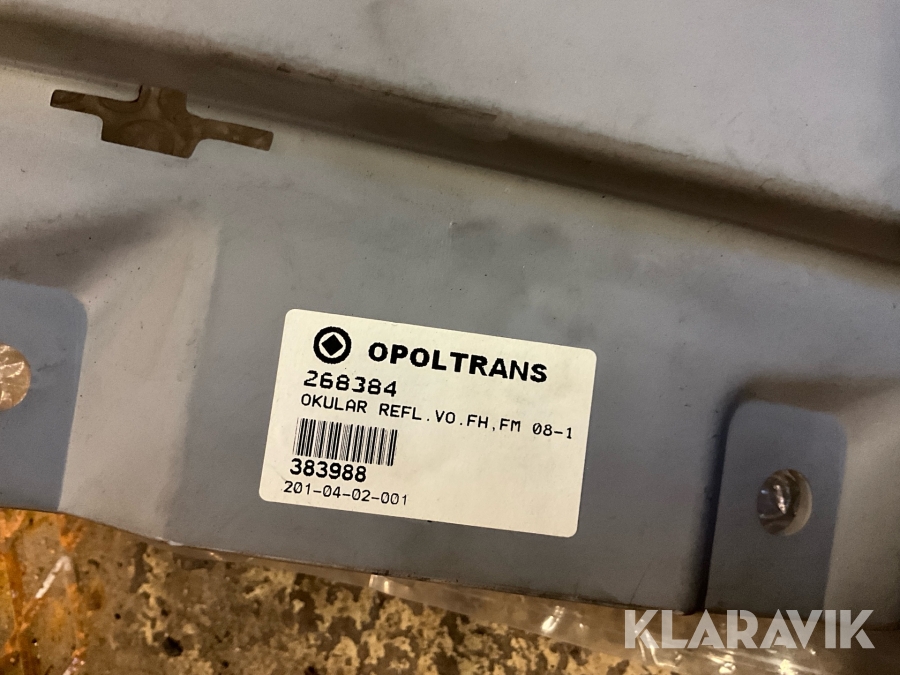 OPOLTRANS
268384
OKULAR REFL.VO.FH,FM 08-1
383988
201-04-02-001
KLARAVIK